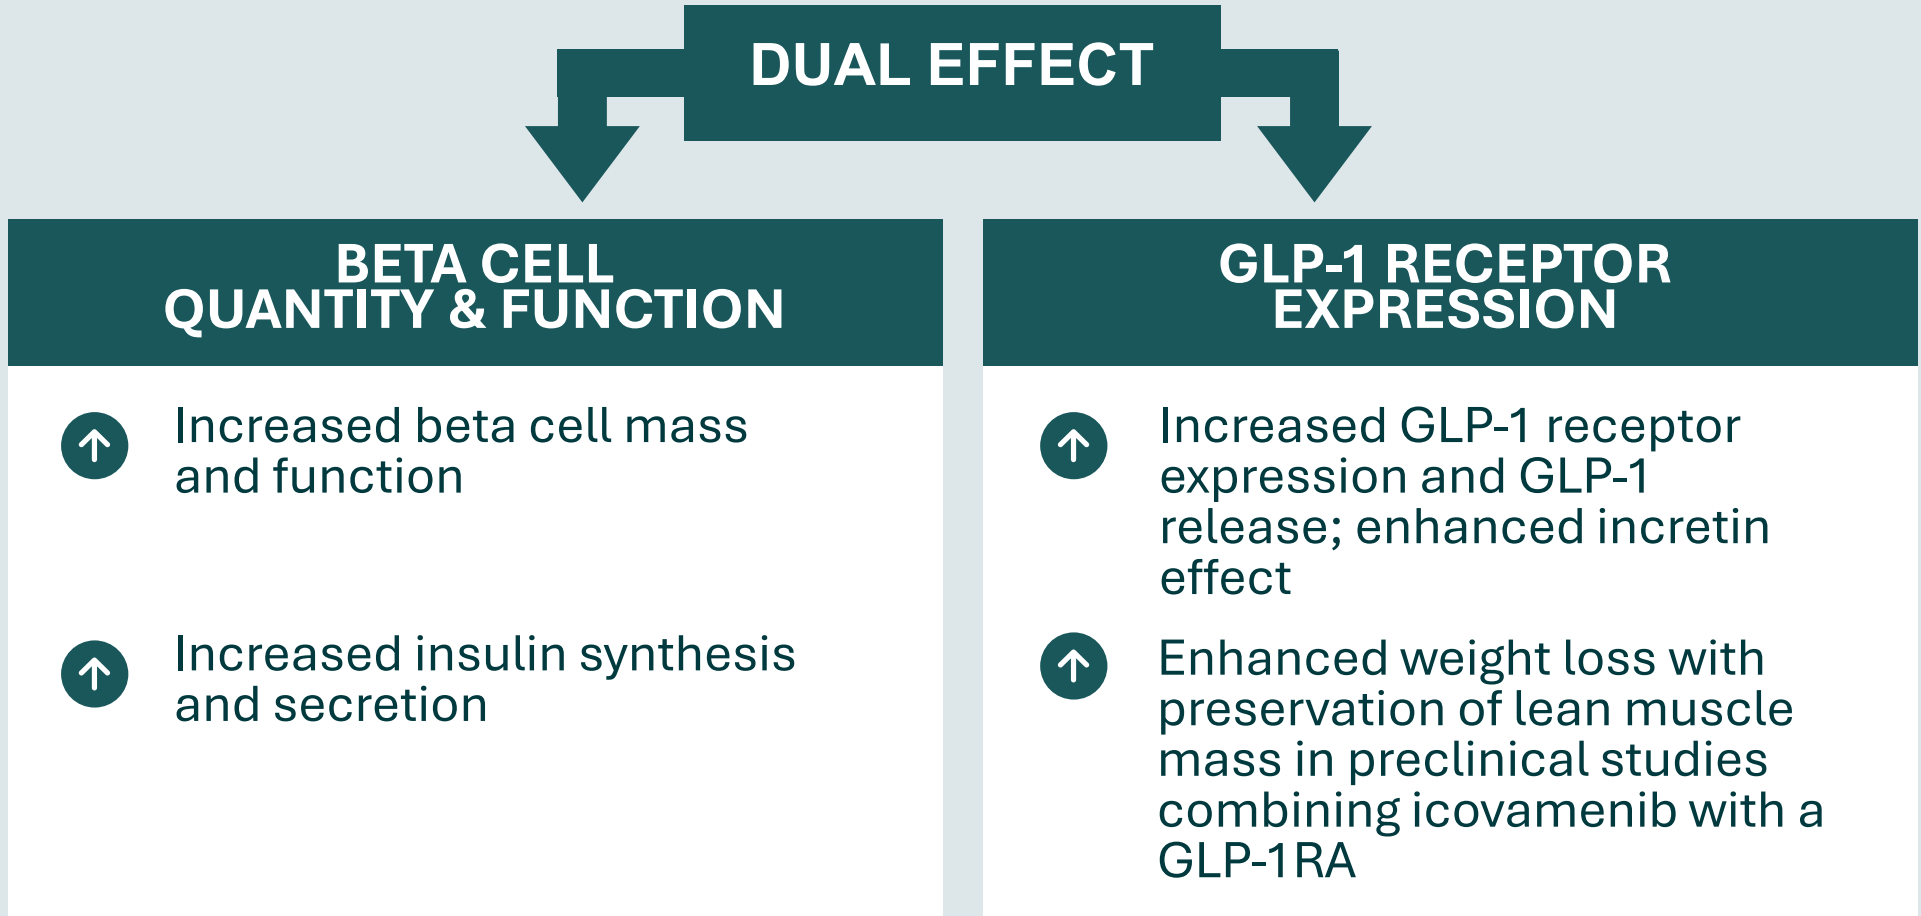 DUAL EFFECT
BETA CELL
QUANTITY & FUNCTION
Increased beta cell mass
and function
Increased insulin synthesis
and secretion
GLP-1 RECEPTOR
EXPRESSION
Increased GLP-1 receptor
expression and GLP-1
release; enhanced incretin
effect
Enhanced weight loss with
preservation of lean muscle
mass in preclinical studies
combining icovamenib with a
GLP-1RA